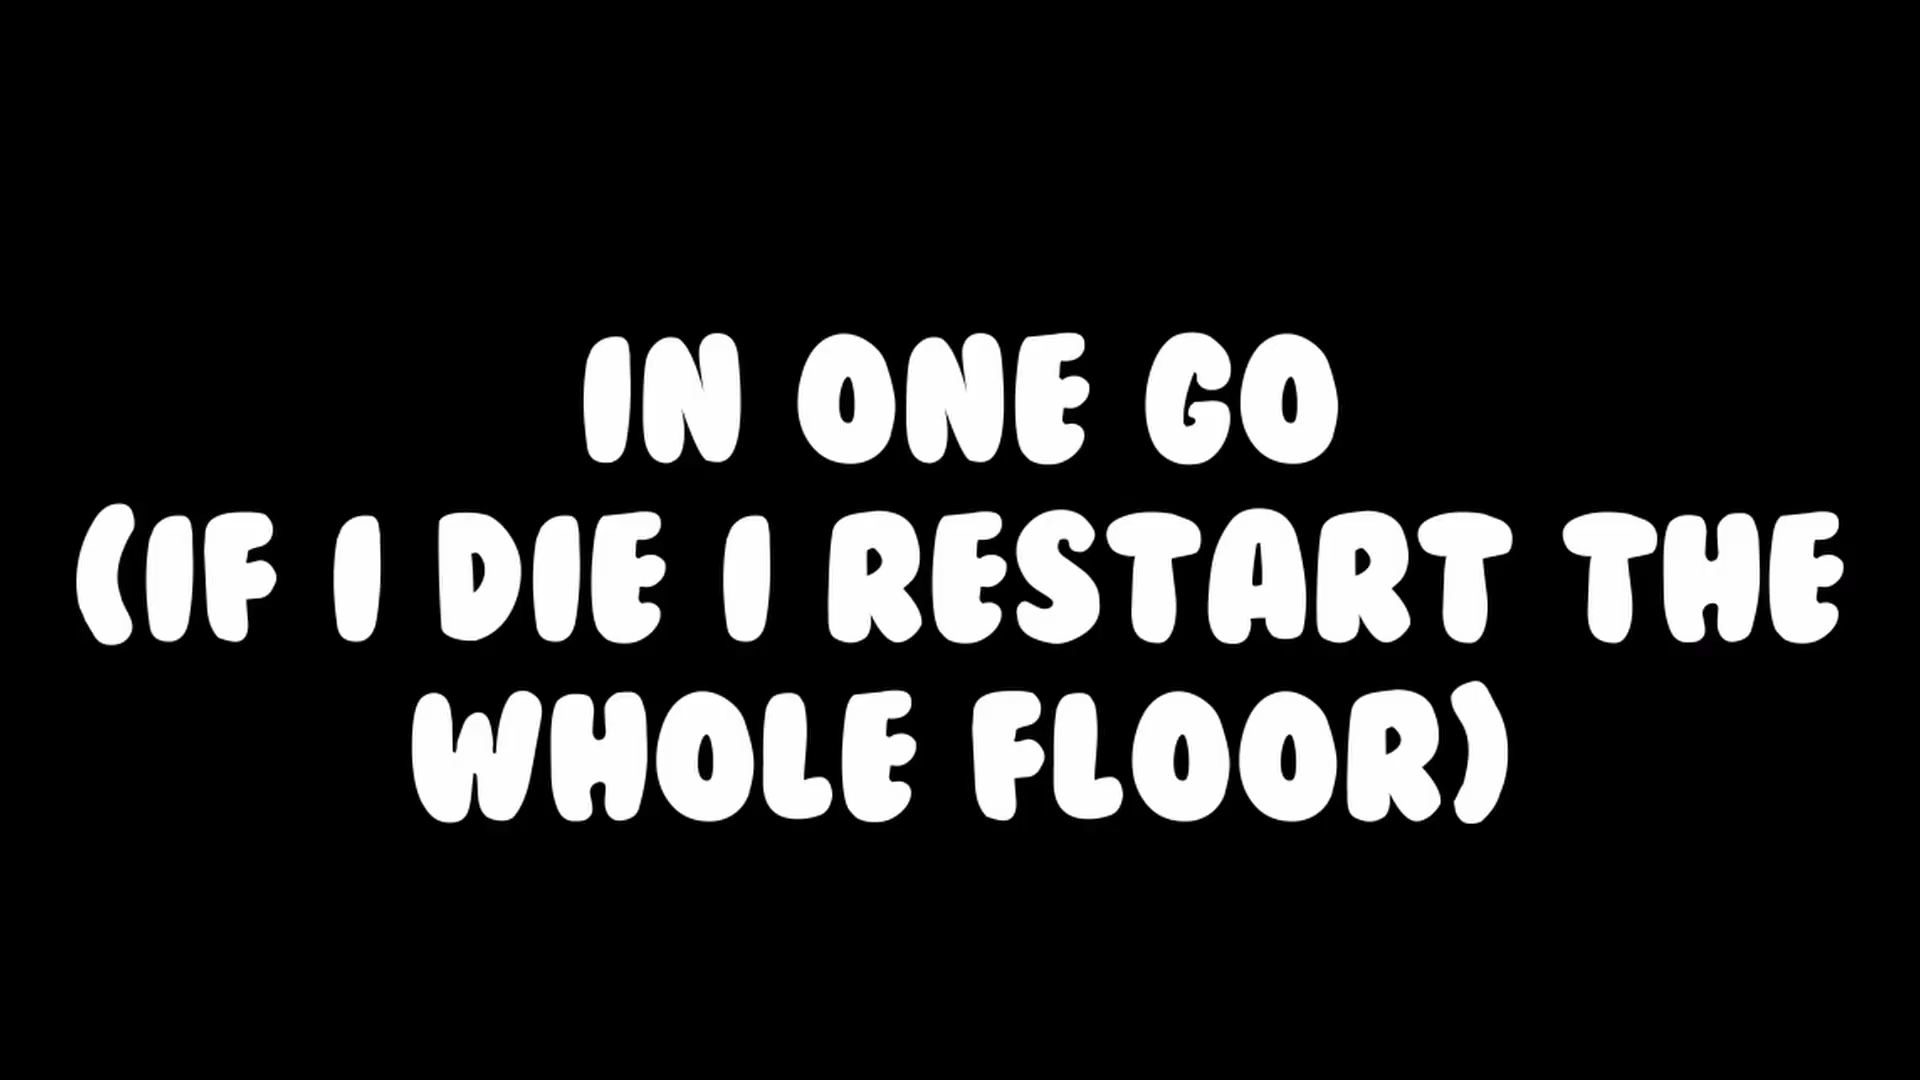 IN ONE GO
(IF I DIE I RESTART THE
WHOLE FLOOR)